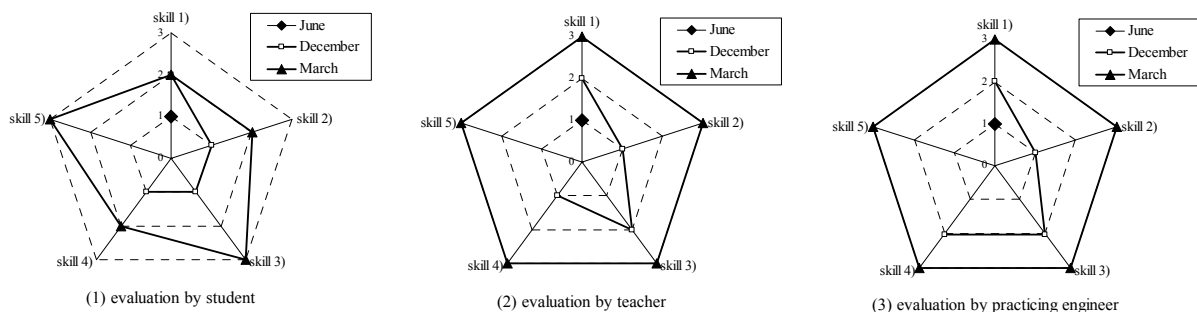 skill 1)
3
2
1
0
skill 2)
skill 3)
skill 4)
skill 5)
June
December
March
(1) evaluation by student
skill 1)
3
2
1
0
skill 2)
skill 3)
skill 4)
skill 5)
June
December
March
(2) evaluation by teacher
skill 1)
3
2
1
0
skill 2)
skill 3)
skill 4)
skill 5)
June
December
March
(3) evaluation by practicing engineer